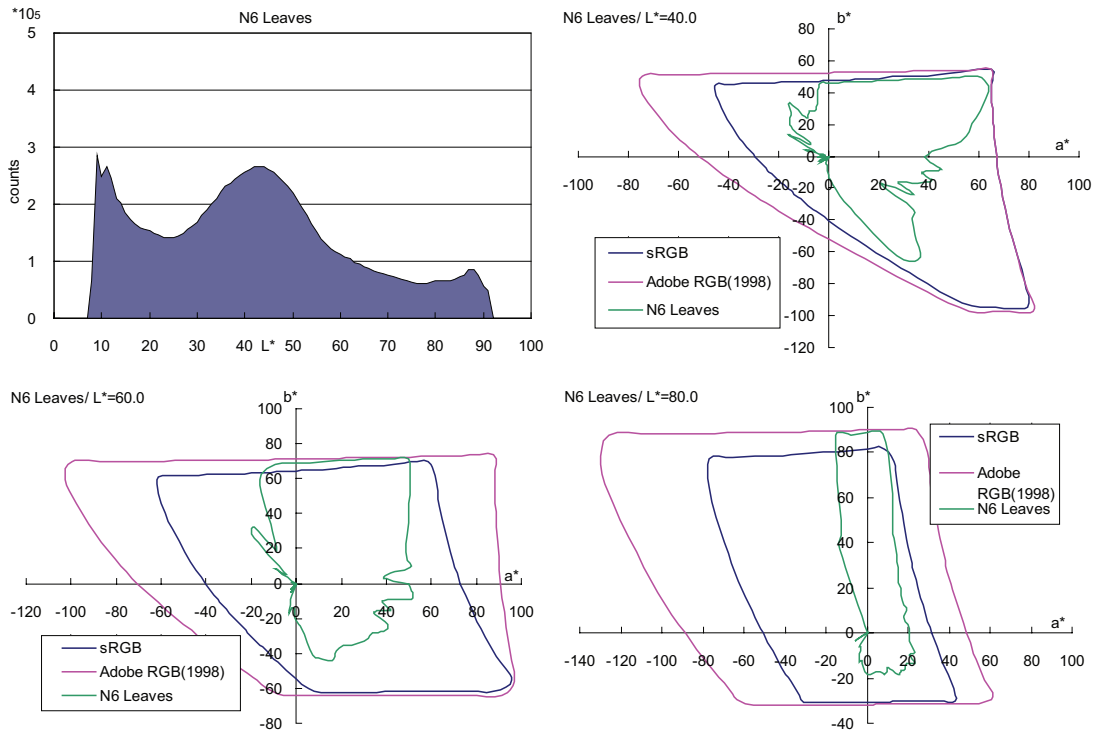 N6 Leaves
*10⁵
5
4
3
2
1
0
counts
0 10 20 30 40 L* 50 60 70 80 90 100
N6 Leaves/ L*=40.0
b*
80
60
40
20
0
-20
-40
-60
-80
-100
-120
a*
-100 -80 -60 -40 -20 0 20 40 60 80 100
sRGB
Adobe RGB(1998)
N6 Leaves
N6 Leaves/ L*=60.0
b*
100
80
60
40
20
0
-20
-40
-60
-80
a*
-120 -100 -80 -60 -40 -20 0 20 40 60 80 100
sRGB
Adobe RGB(1998)
N6 Leaves
N6 Leaves/ L*=80.0
b*
100
80
60
40
20
0
-20
-40
a*
-140 -120 -100 -80 -60 -40 -20 0 20 40 60 80 100
sRGB
Adobe
RGB(1998)
N6 Leaves